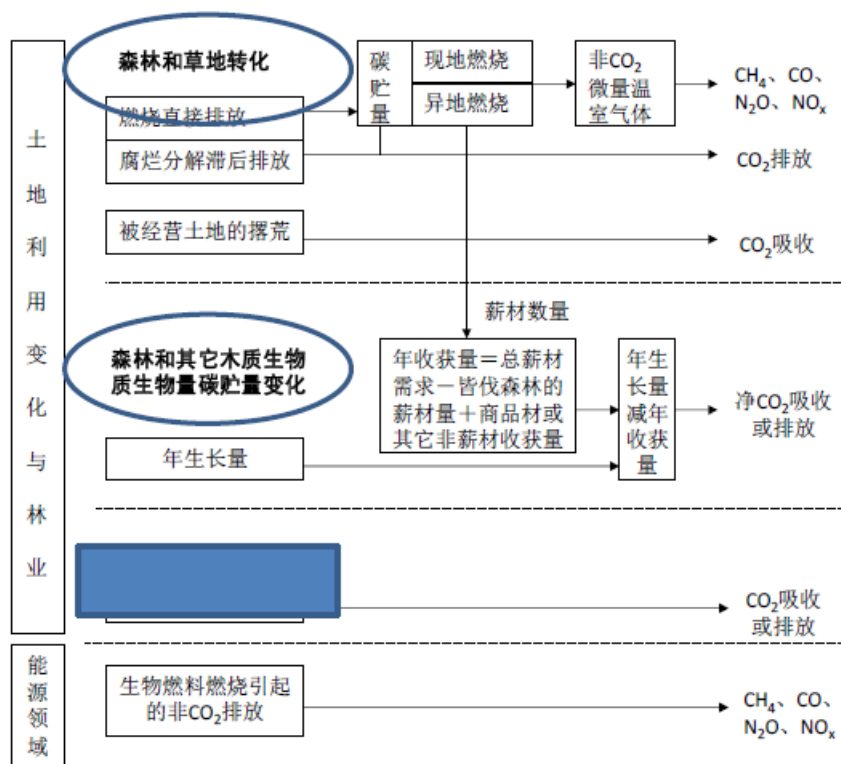 土
地
利
用
变
化
与
林
业
森林和草地转化
燃烧直接排放
腐烂分解滞后排放
被经营土地的撂荒
碳
贮
量
现地燃烧
异地燃烧
非CO₂
微量温
室气体
CH₄、CO、
N₂O、NOₓ
CO₂排放
CO₂吸收
薪材数量
森林和其它木质生物
质生物量碳贮量变化
年生长量
年收获量＝总薪材
需求－皆伐森林的
薪材量＋商品材或
其它非薪材收获量
年生
长量
减年
收获
量
净CO₂吸收
或排放
CO₂吸收
或排放
能
源
领
域
生物燃料燃烧引起
的非CO₂排放
CH₄、CO、
N₂O、NOₓ